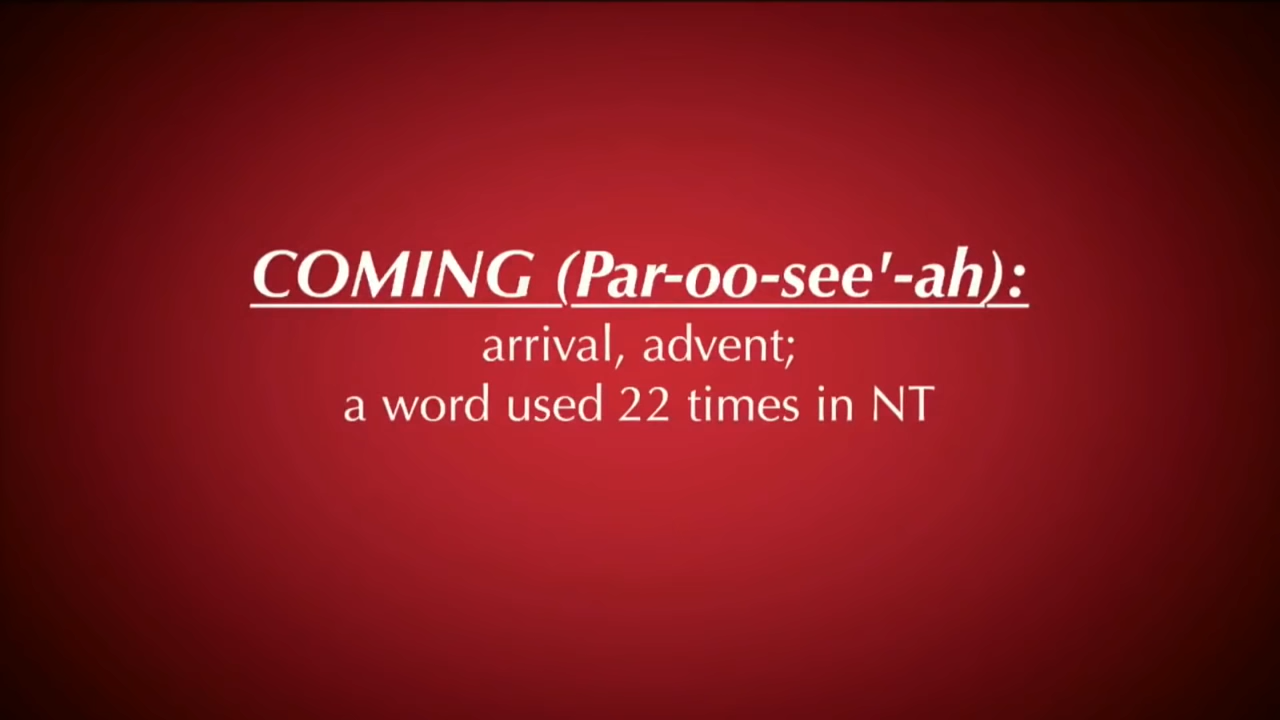 COMING (Par-oo-see'-ah):
arrival, advent;
a word used 22 times in NT